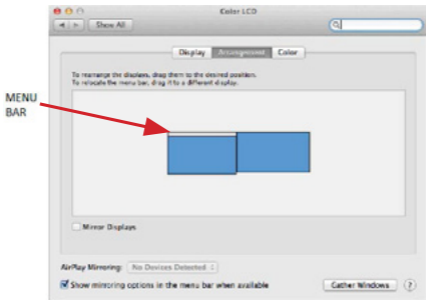 Color LCD
Show All
Display Arrangement Color
To rearrange the displays, drag them to the desired position.
To relocate the menu bar, drag it to a different display.
MENU
BAR
Mirror Displays
AirPlay Mirroring: No Devices Detected
Show mirroring options in the menu bar when available
Gather Windows ?